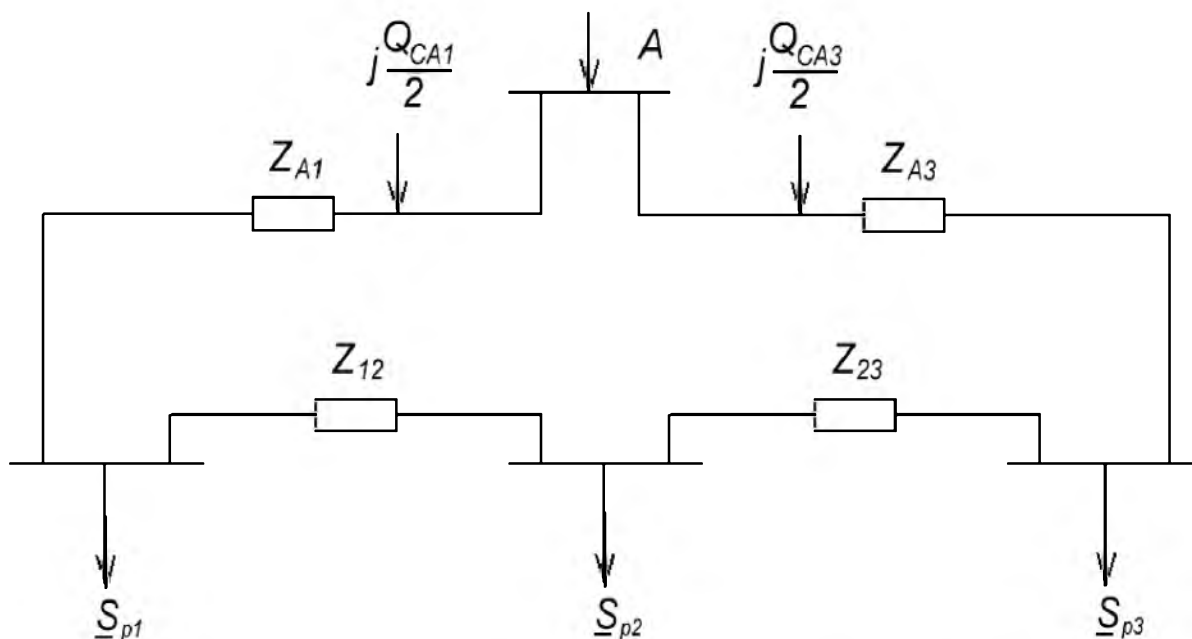 j Q_CA1/2
A
j Q_CA3/2
Z_A1
Z_A3
Z_12
Z_23
S_p1
S_p2
S_p3